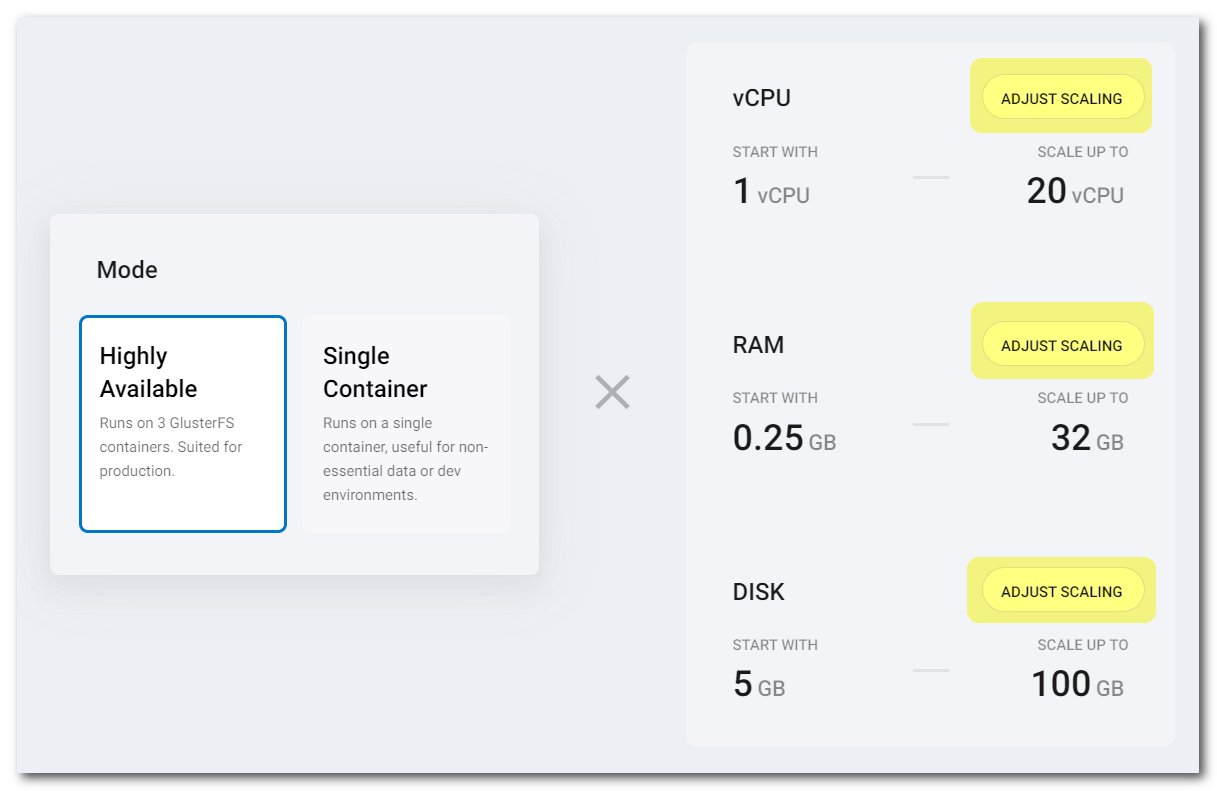 Mode
Highly
Available
Runs on 3 GlusterFS
containers. Suited for
production.
Single
Container
Runs on a single
container, useful for non-
essential data or dev
environments.
vCPU
ADJUST SCALING
START WITH
SCALE UP TO
1 vCPU
20 vCPU
RAM
ADJUST SCALING
START WITH
SCALE UP TO
0.25 GB
32 GB
DISK
ADJUST SCALING
START WITH
SCALE UP TO
5 GB
100 GB